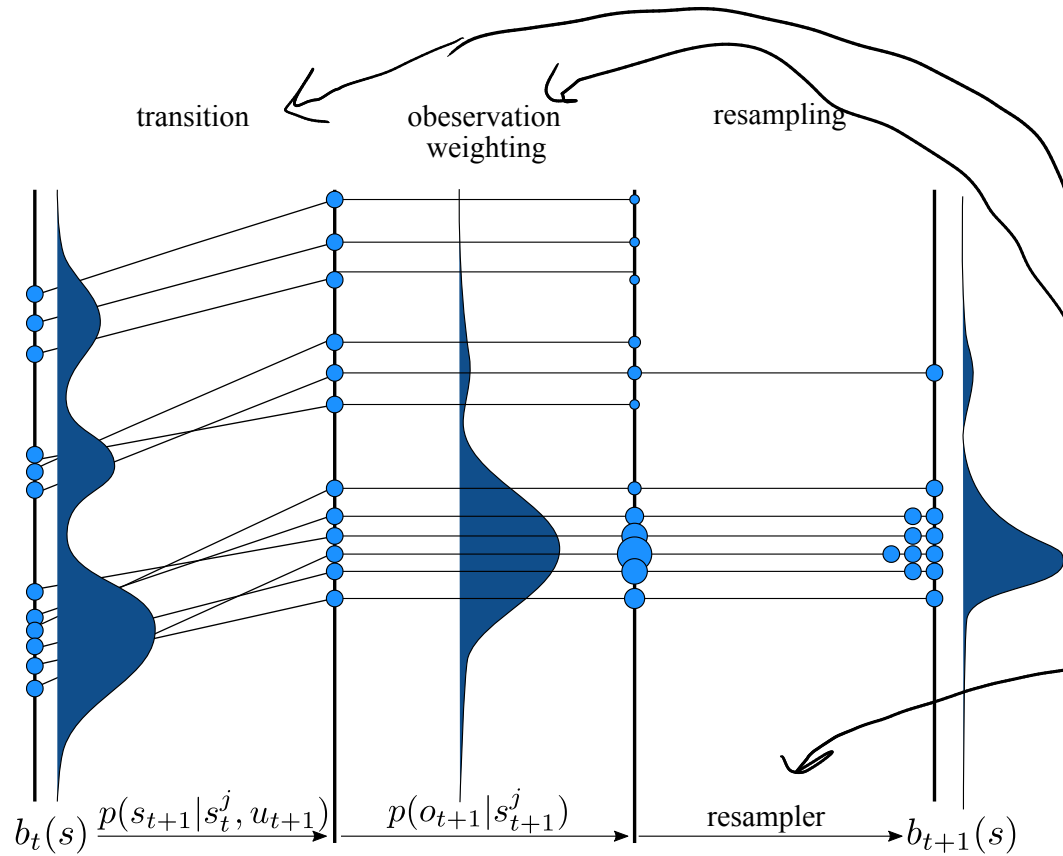 transition
obeservation
weighting
resampling
b_t(s)
p(s_{t+1}|s_t^j, u_{t+1})
p(o_{t+1}|s_{t+1}^j)
resampler
b_{t+1}(s)